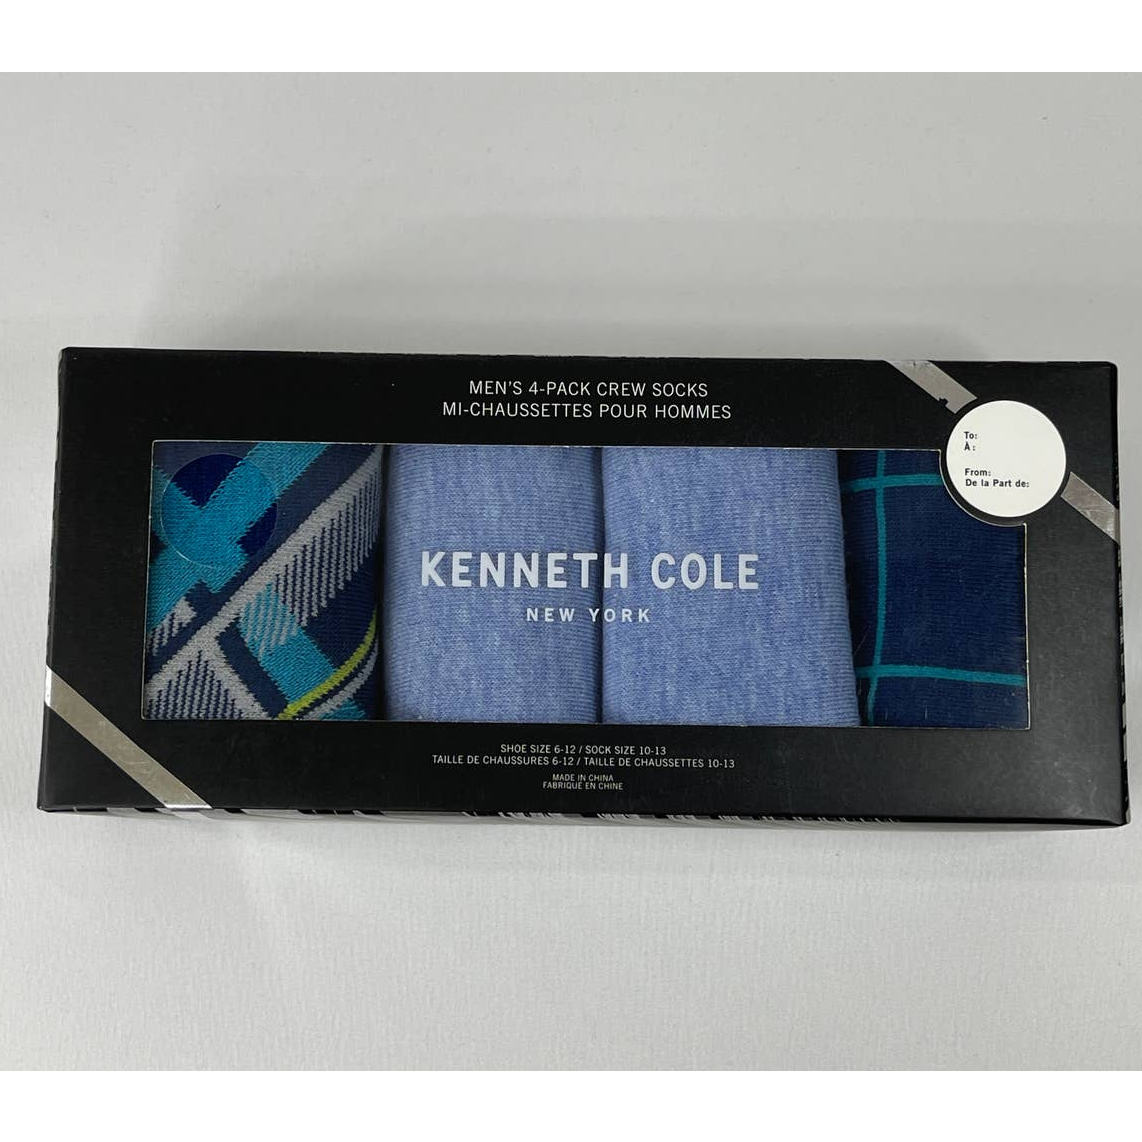 MEN'S 4-PACK CREW SOCKS
MI-CHAUSSETTES POUR HOMMES
To:
À:
From:
De la Part de:
KENNETH COLE
NEW YORK
SHOE SIZE 6-12 / SOCK SIZE 10-13
TAILLE DE CHAUSSURES 6-12 / TAILLE DE CHAUSSETTES 10-13
MADE IN CHINA
FABRIQUÉ EN CHINE